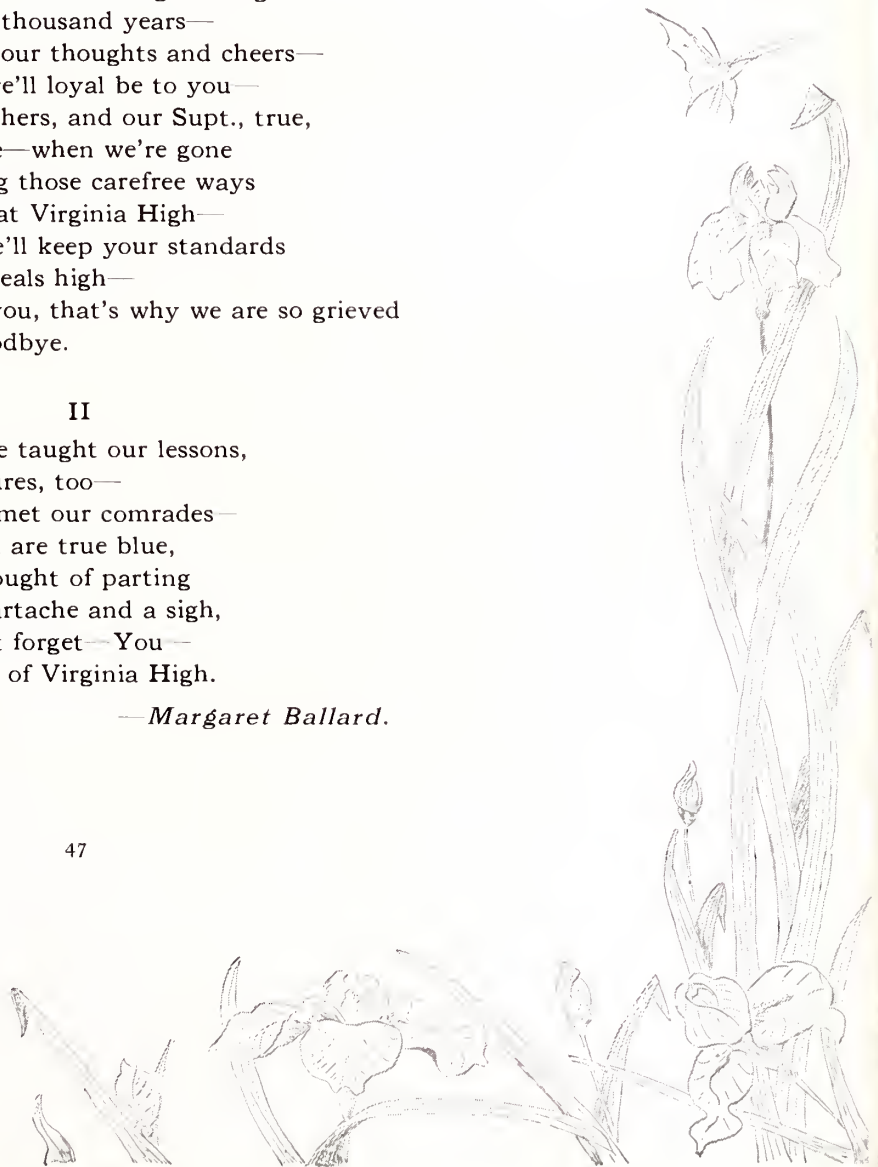 thousand years—
our thoughts and cheers—
e'll loyal be to you—
hers, and our Supt., true,
—when we're gone
g those carefree ways
at Virginia High—
e'll keep your standards
eals high—
you, that's why we are so grieved
dbye.
II
e taught our lessons,
res, too—
met our comrades—
are true blue,
ought of parting
rtache and a sigh,
t forget—You—
of Virginia High.
—Margaret Ballard.
47